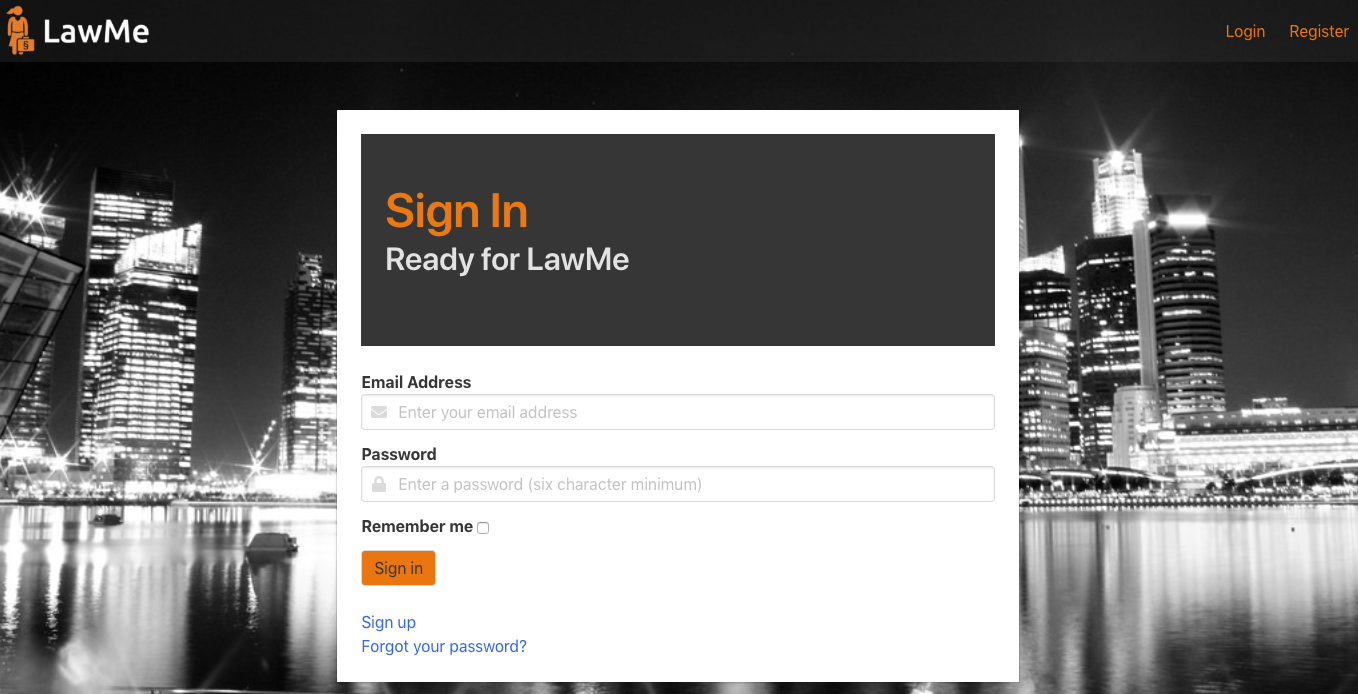 LawMe
Login Register
Sign In
Ready for LawMe
Email Address
Enter your email address
Password
Enter a password (six character minimum)
Remember me
Sign in
Sign up
Forgot your password?